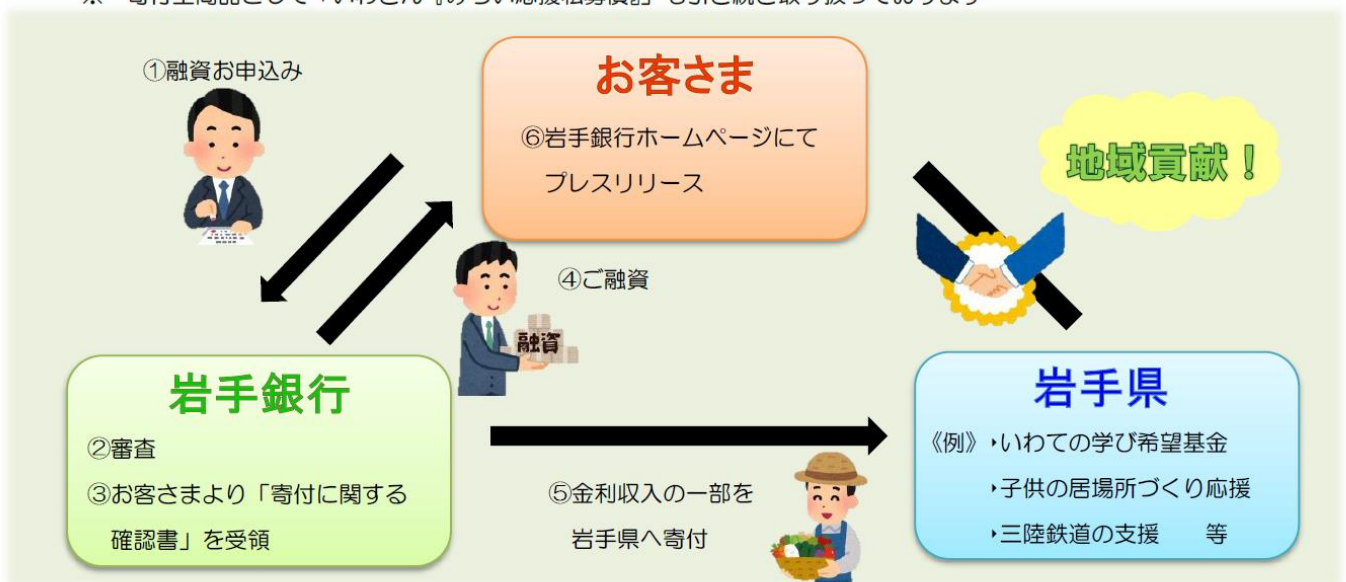 ①融資お申込み
お客さま
⑥岩手銀行ホームページにて
プレスリリース
地域貢献！
④ご融資
融資
岩手銀行
②審査
③お客さまより「寄付に関する
確認書」を受領
⑤金利収入の一部を
岩手県へ寄付
岩手県
《例》・いわての学び希望基金
・子供の居場所づくり応援
・三陸鉄道の支援　等